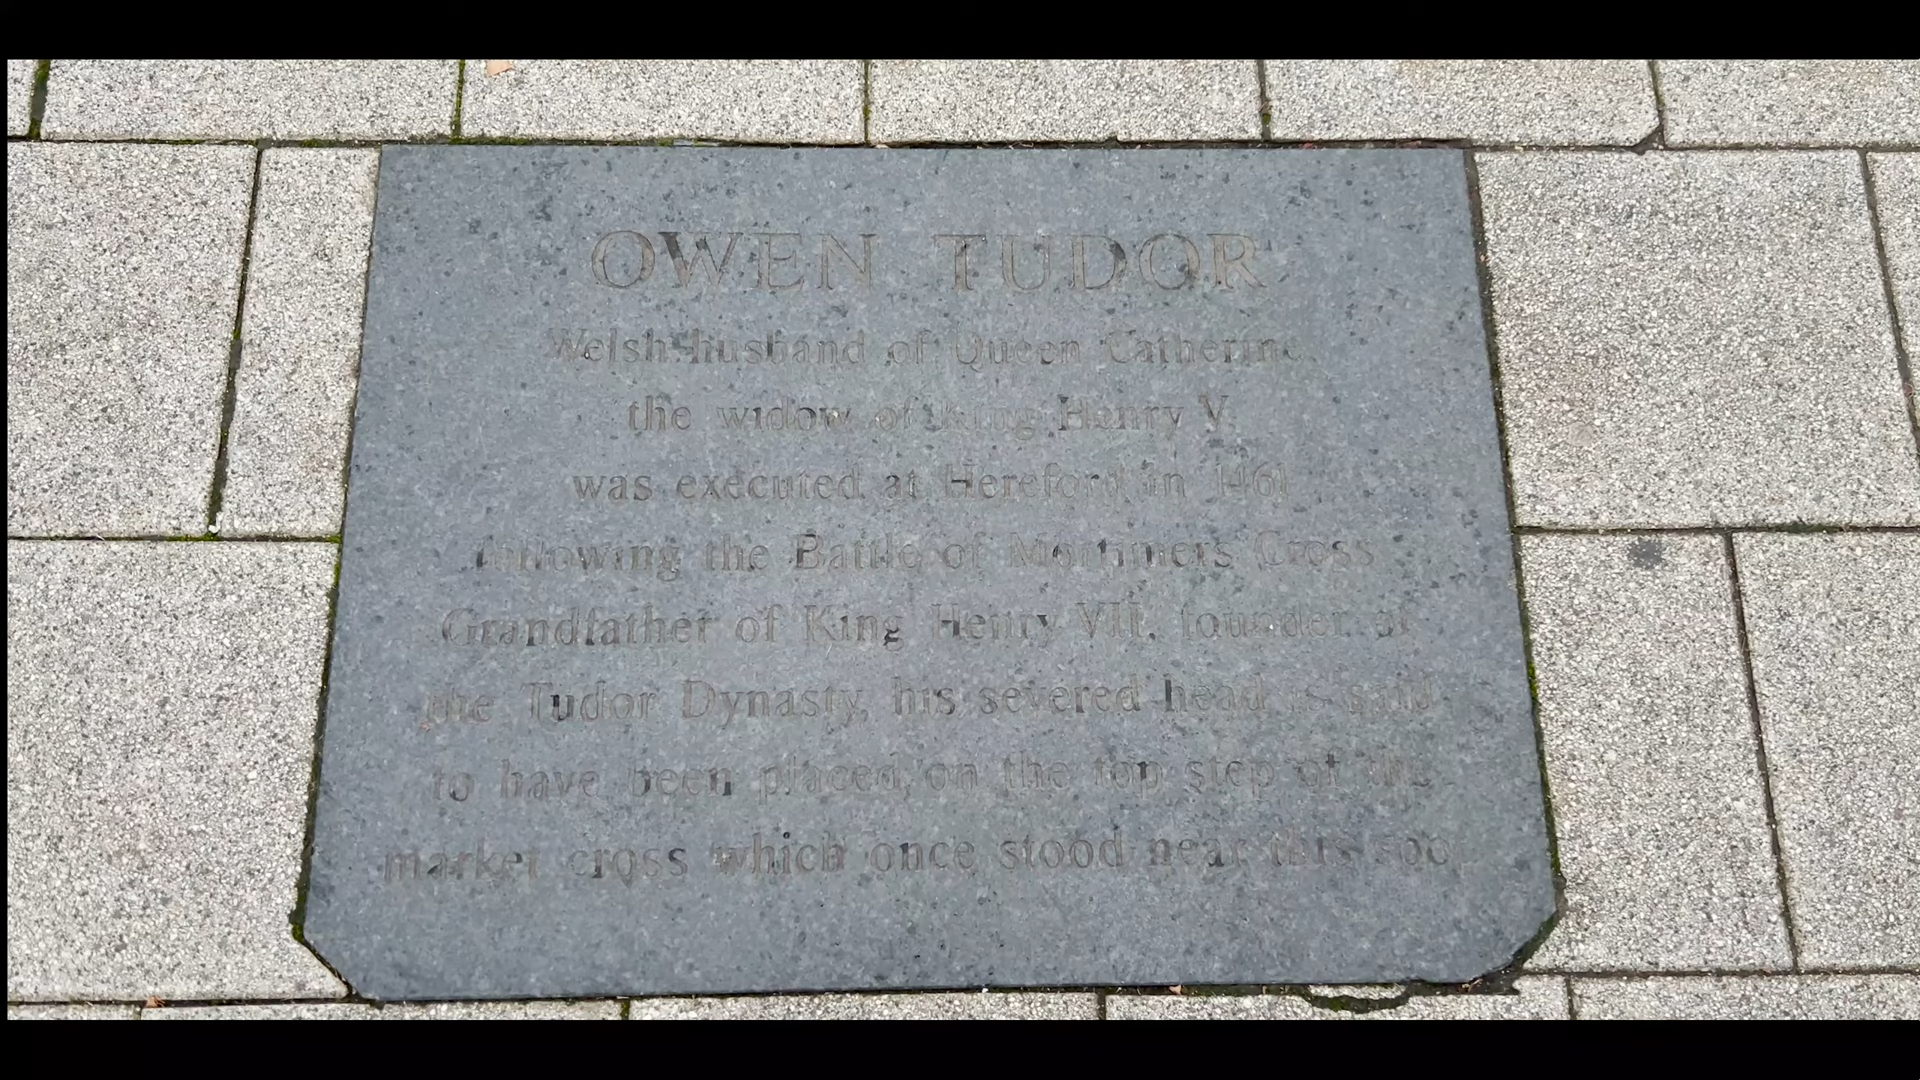 OWEN TUDOR
Welsh husband of Queen Catherine,
the widow of King Henry V
was executed at Hereford in 1461
following the Battle of Mortimers Cross
Grandfather of King Henry VII, founder of
the Tudor Dynasty, his severed head is said
to have been placed on the top step of the
market cross which once stood near this spot